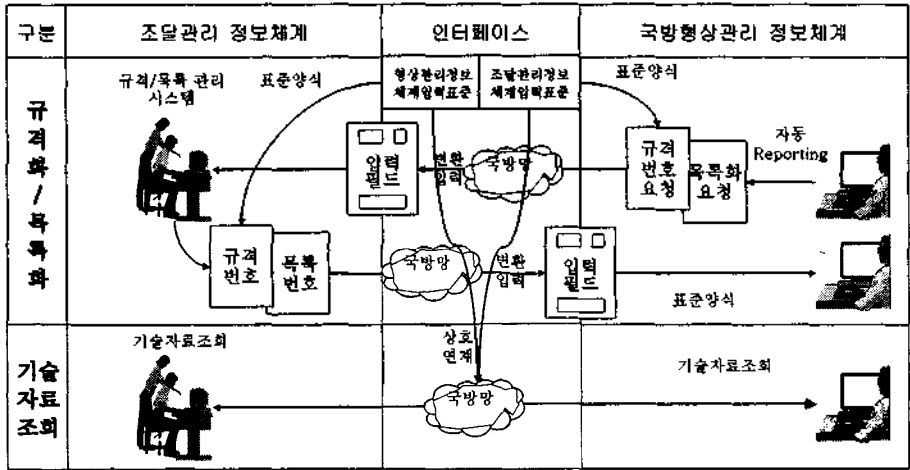 구분
조달관리 정보체계
인터페이스
국방형상관리 정보체계
규격화/목록화
규격/목록 관리
시스템
표준양식
형상관리정보
체계입력표준
조달관리정보
체계입력표준
표준양식
입력
필드
변환
입력
국방망
규격
번호
요청
목록화
요청
자동
Reporting
규격
번호
목록
번호
국방망
변환
입력
입력
필드
표준양식
기술
자료
조회
기술자료조회
상호
연계
국방망
기술자료조회